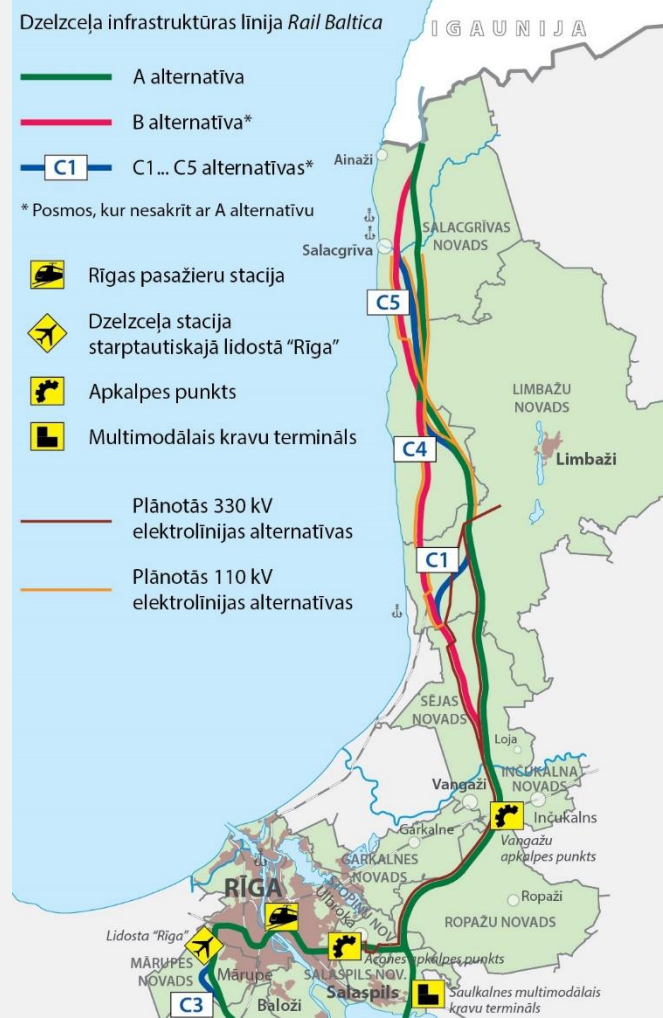 Dzelzceļa infrastruktūras līnija Rail Baltica
IGAUNIJA
A alternatīva
B alternatīva*
C1 C1... C5 alternatīvas*
* Posmos, kur nesakrīt ar A alternatīvu
Rīgas pasažieru stacija
Dzelzceļa stacija
starptautiskajā lidostā "Rīga"
Apkalpes punkts
Multimodālais kravu termināls
Plānotās 330 kV
elektrolīnijas alternatīvas
Plānotās 110 kV
elektrolīnijas alternatīvas
Ainaži
SALACGRĪVAS
NOVADS
Salacgrīva
C5
LIMBAŽU
NOVADS
C4
Limbaži
C1
SĒJAS
NOVADS
Loja
INČUKALNA
NOVADS
Vangaži
Inčukalns
Vangažu
apkalpes punkts
Garkalne
GARKALNES
NOVADS
RĪGA
STOPIŅU NOV.
Ulbroka
Ropaži
ROPAŽU NOVADS
Lidosta "Rīga"
Acones apkalpes punkts
MĀRUPES
NOVADS
Mārupe
SALASPILS NOV.
Salaspils
C3
Baloži
Saulkalnes multimodālais
kravu termināls